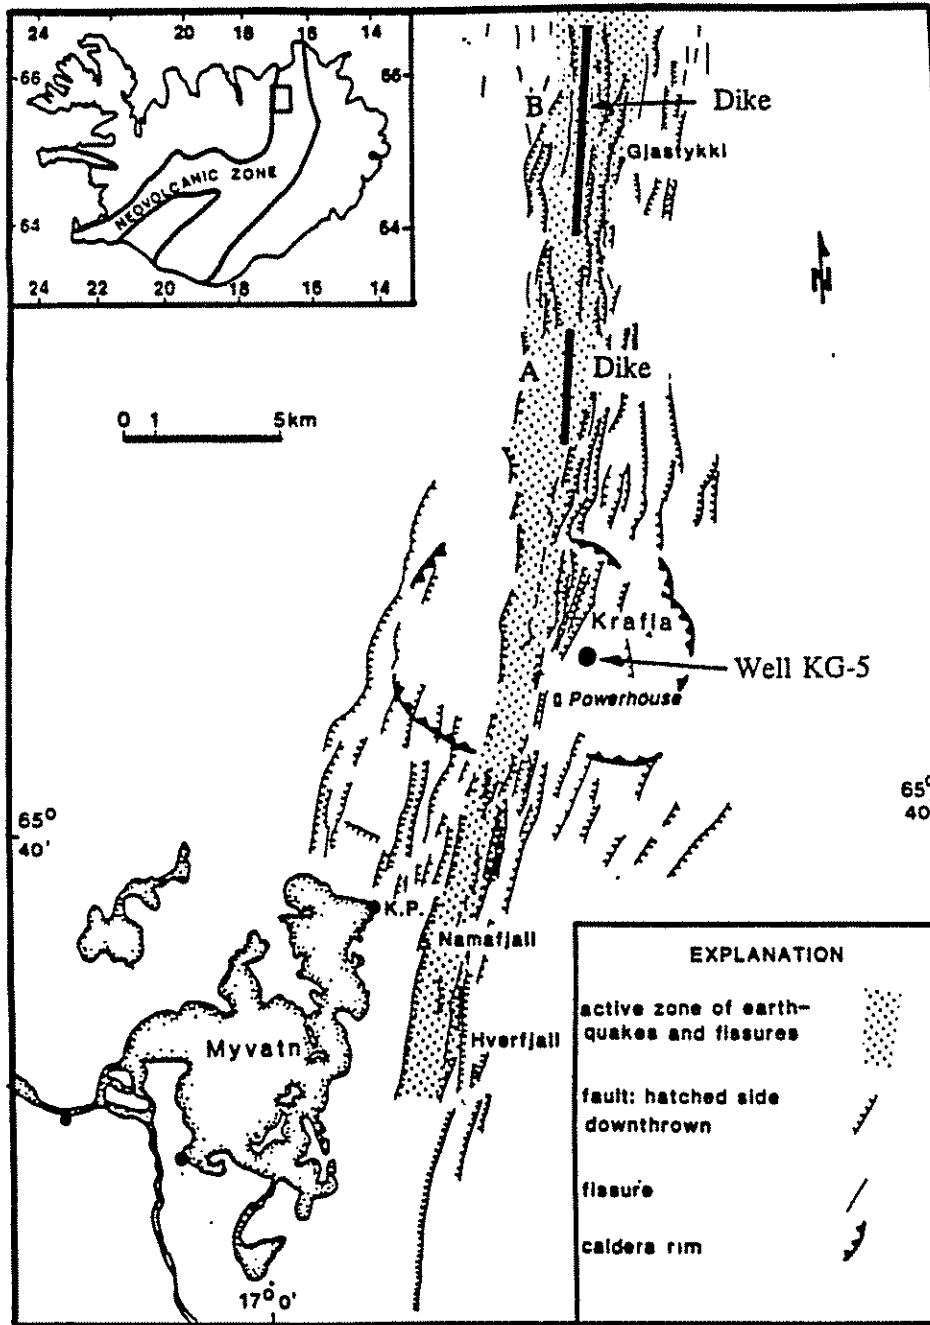 24 20 18 16 14
66 66
NEOVOLCANIC ZONE
64 64
24 22 20 18 16 14
B Dike
Gjastykki
N
A Dike
0 1 5km
Krafla
Well KG-5
Powerhouse
65° 40'
65° 40'
K.P.
Namafjall
Hverfjall
Myvatn
17° 0'
EXPLANATION
active zone of earth-
quakes and fissures
fault: hatched side
downthrown
fissure
caldera rim